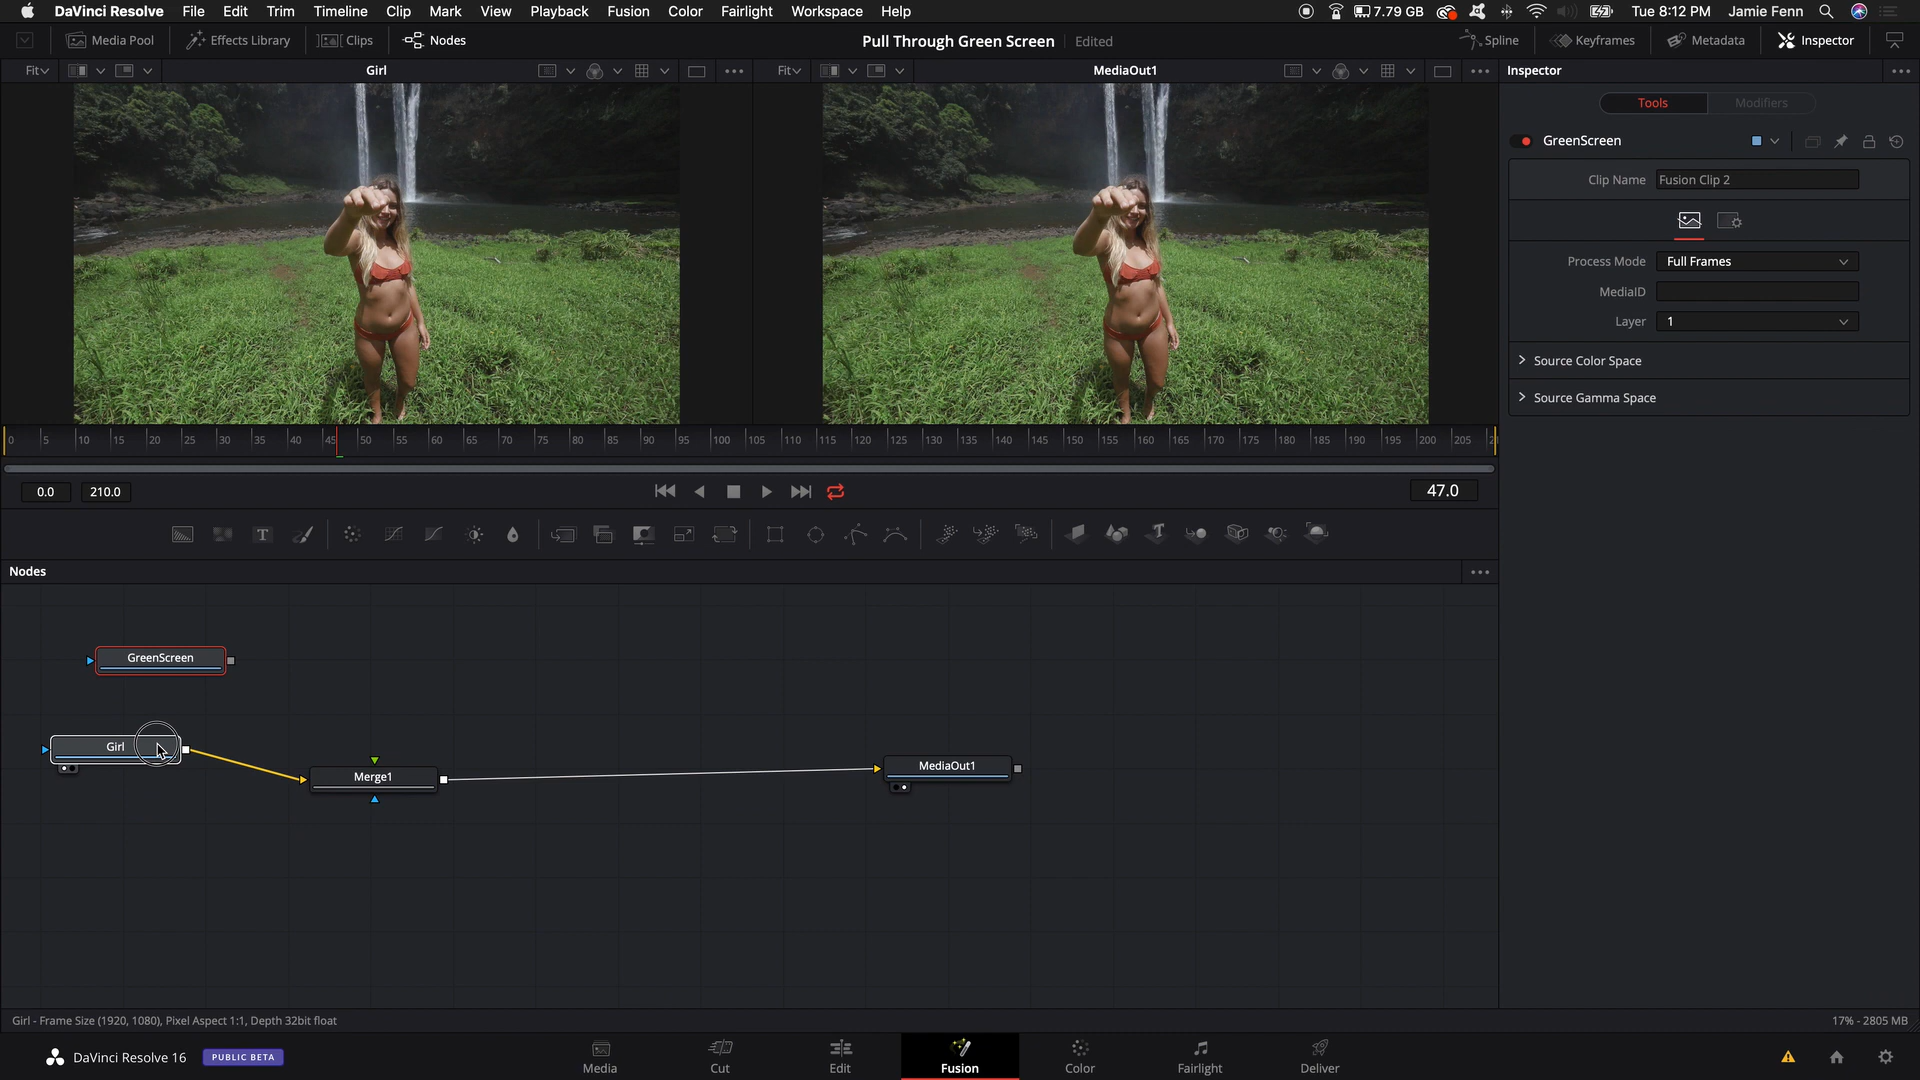 DaVinci Resolve File Edit Trim Timeline Clip Mark View Playback Fusion Color Fairlight Workspace Help 7.79 GB Tue 8:12 PM Jamie Fenn
Media Pool Effects Library Clips Nodes Pull Through Green Screen Edited Spline Keyframes Metadata Inspector
Fit Girl Fit MediaOut1 Inspector
Tools Modifiers
GreenScreen
Clip Name Fusion Clip 2
Process Mode Full Frames
MediaID
Layer 1
Source Color Space
Source Gamma Space
0 5 10 15 20 25 30 35 40 45 50 55 60 65 70 75 80 85 90 95 100 105 110 115 120 125 130 135 140 145 150 155 160 165 170 175 180 185 190 195 200 205
0.0 210.0 47.0
T T
Nodes
GreenScreen
Girl
Merge1
MediaOut1
Girl - Frame Size (1920, 1080), Pixel Aspect 1:1, Depth 32bit float 17% - 2805 MB
DaVinci Resolve 16 PUBLIC BETA
Media Cut Edit Fusion Color Fairlight Deliver